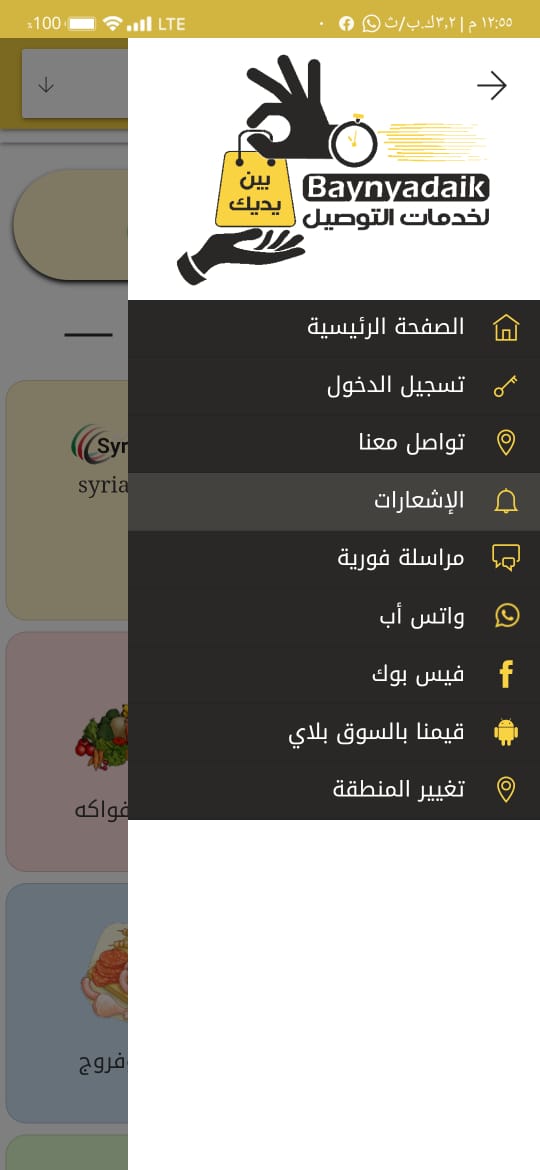 ١٢:٥٥ م | ٣,٢ك.ب/ث
LTE
100٪
بين
يديك
Baynyadaik
لخدمات التوصيل
الصفحة الرئيسية
تسجيل الدخول
تواصل معنا
الإشعارات
مراسلة فورية
واتس أب
فيس بوك
قيمنا بالسوق بلاي
تغيير المنطقة
Syr
syria
فواكه
فروج